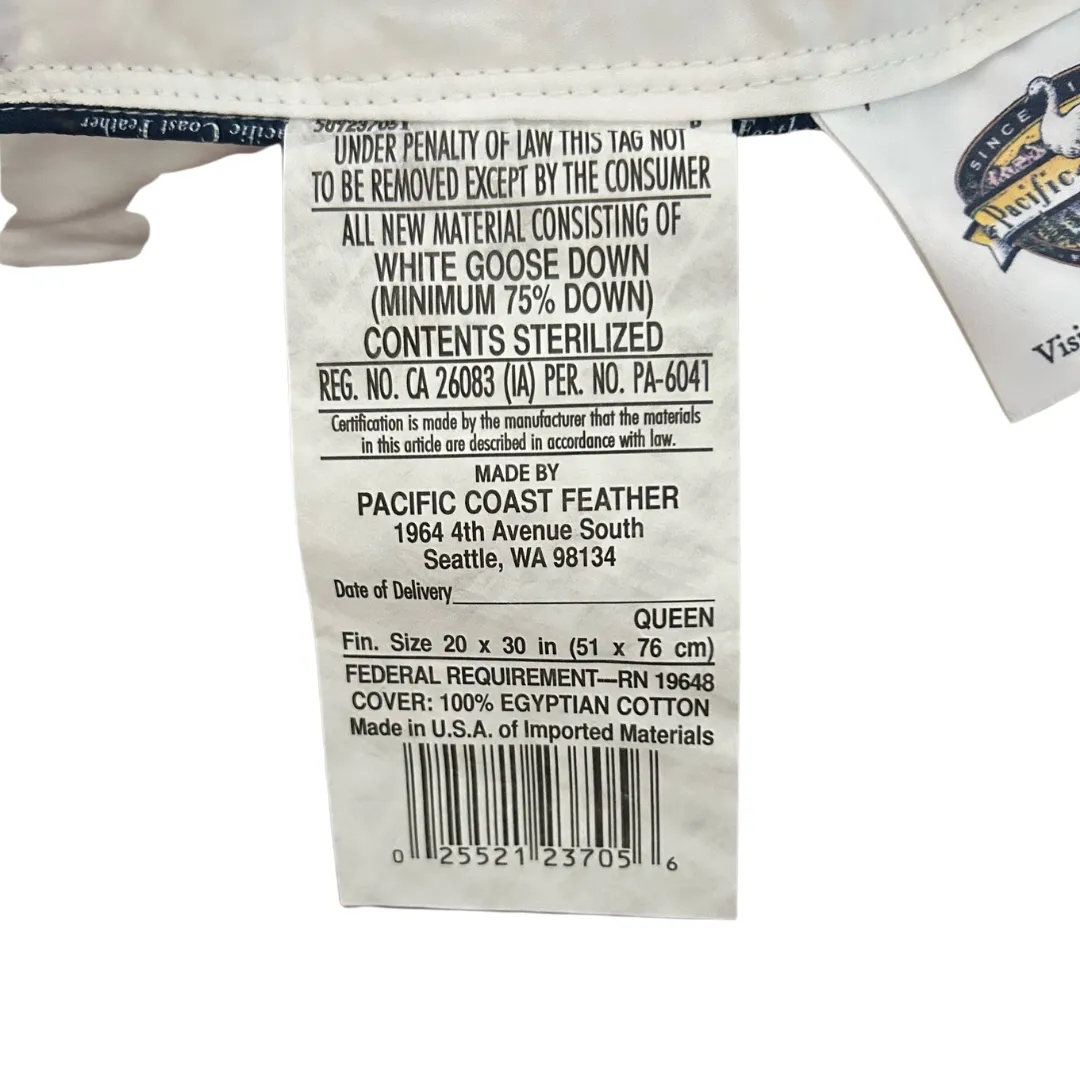 Pacific Coast Feather
UNDER PENALTY OF LAW THIS TAG NOT
TO BE REMOVED EXCEPT BY THE CONSUMER
ALL NEW MATERIAL CONSISTING OF
WHITE GOOSE DOWN
(MINIMUM 75% DOWN)
CONTENTS STERILIZED
REG. NO. CA 26083 (IA) PER. NO. PA-6041
Certification is made by the manufacturer that the materials
in this article are described in accordance with law.
MADE BY
PACIFIC COAST FEATHER
1964 4th Avenue South
Seattle, WA 98134
Date of Delivery
QUEEN
Fin. Size 20 x 30 in (51 x 76 cm)
FEDERAL REQUIREMENT—RN 19648
COVER: 100% EGYPTIAN COTTON
Made in U.S.A. of Imported Materials
0 25521 23705 6
SINCE 1
Pacific
Visi